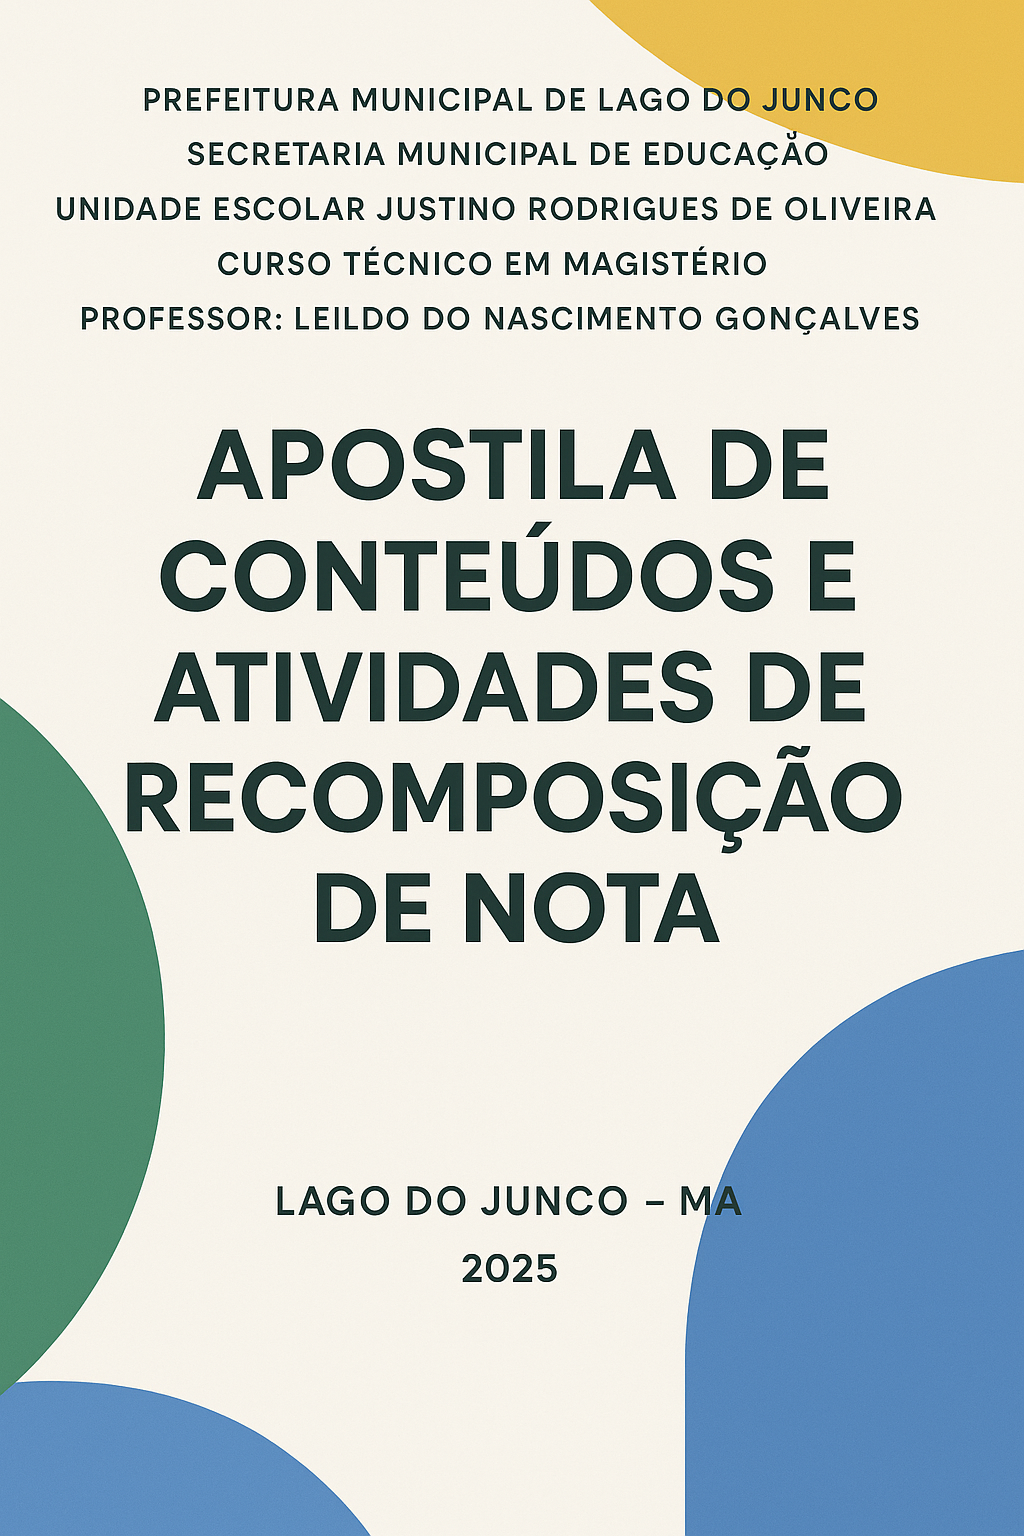 PREFEITURA MUNICIPAL DE LAGO DO JUNCO
SECRETARIA MUNICIPAL DE EDUCAÇĂO
UNIDADE ESCOLAR JUSTINO RODRIGUES DE OLIVEIRA
CURSO TÉCNICO EM MAGISTÉRIO
PROFESSOR: LEILDO DO NASCIMENTO GONÇALVES
APOSTILA DE
CONTEÚDOS E
ATIVIDADES DE
RECOMPOSIÇÃO
DE NOTA
LAGO DO JUNCO – MA
2025